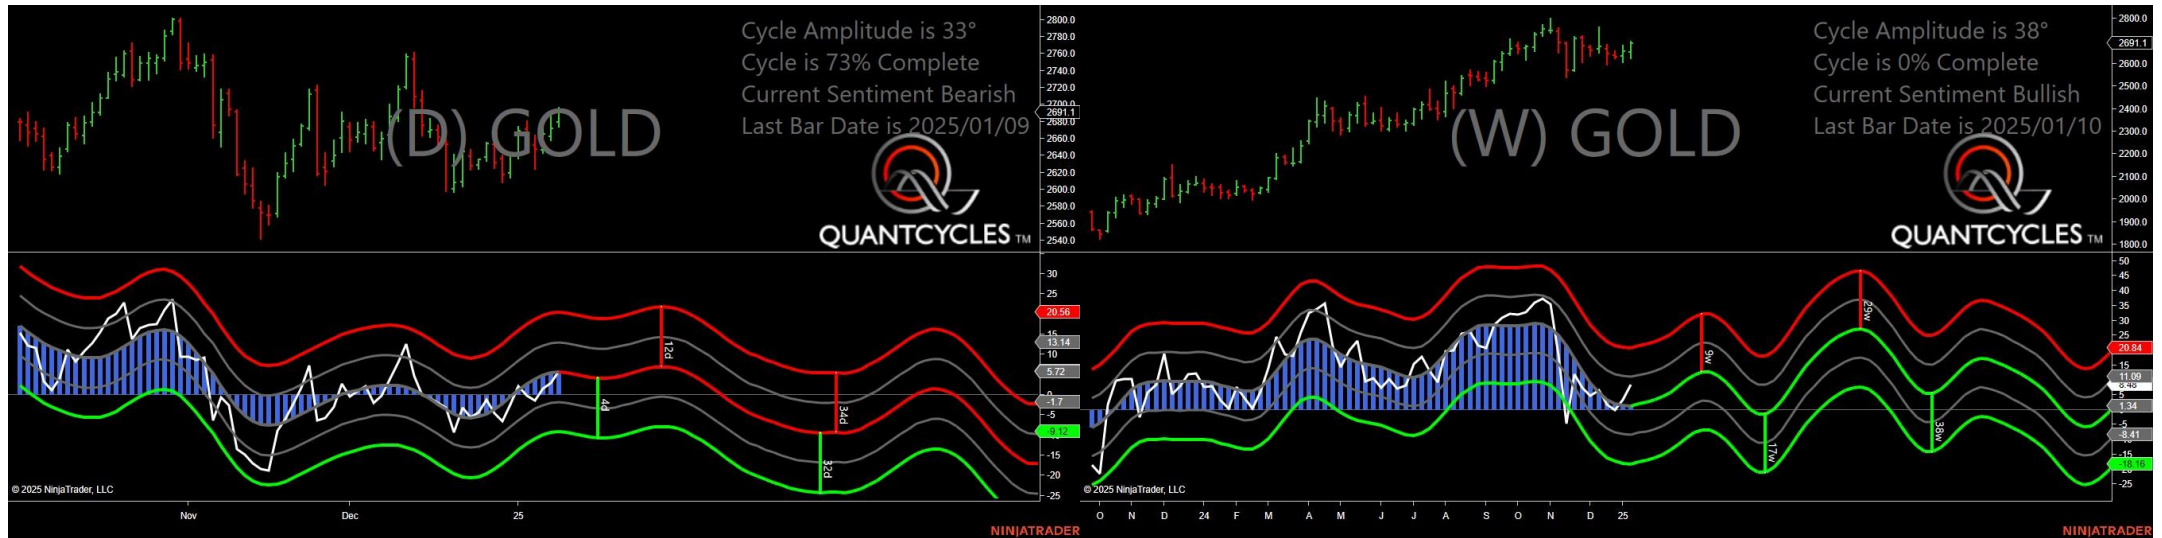 Cycle Amplitude is 33°
Cycle is 73% Complete
Current Sentiment Bearish
Last Bar Date is 2025/01/09
(D) GOLD
QUANTCYCLES TM
2800.0
2780.0
2760.0
2740.0
2720.0
2700.0
2691.1
2680.0
2660.0
2640.0
2620.0
2600.0
2580.0
2560.0
2540.0
30
25
20.56
15
13.14
10
5.72
0
-1.7
-5
-9.12
-15
-20
-25
4d
12d
32d
34d
© 2025 NinjaTrader, LLC
Nov
Dec
25
NINJATRADER
Cycle Amplitude is 38°
Cycle is 0% Complete
Current Sentiment Bullish
Last Bar Date is 2025/01/10
(W) GOLD
QUANTCYCLES TM
2800.0
2691.1
2600.0
2500.0
2400.0
2300.0
2200.0
2100.0
2000.0
1900.0
1800.0
50
45
40
35
30
25
20.84
15
11.09
8.48
5
1.34
-5
-8.41
-15
-18.16
-25
9w
17w
29w
38w
© 2025 NinjaTrader, LLC
O
N
D
24
F
M
A
M
J
J
A
S
O
N
D
25
NINJATRADER